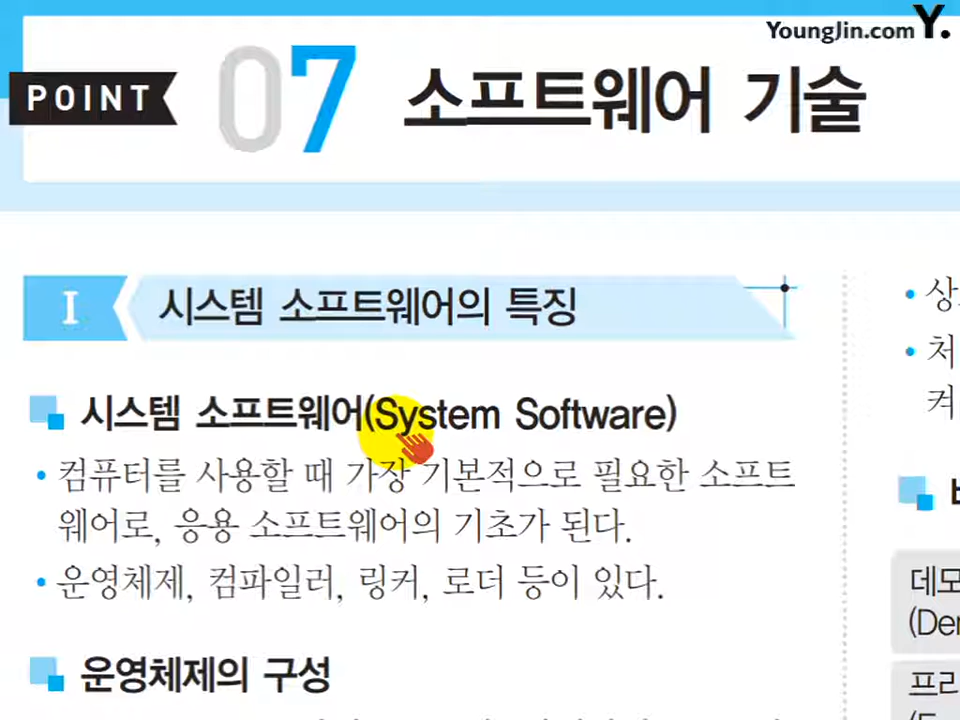 YoungJin.com Y.
POINT 07 소프트웨어 기술
I 시스템 소프트웨어의 특징
시스템 소프트웨어(System Software)
• 컴퓨터를 사용할 때 가장 기본적으로 필요한 소프트
웨어로, 응용 소프트웨어의 기초가 된다.
• 운영체제, 컴파일러, 링커, 로더 등이 있다.
운영체제의 구성
• 처
켜
데모